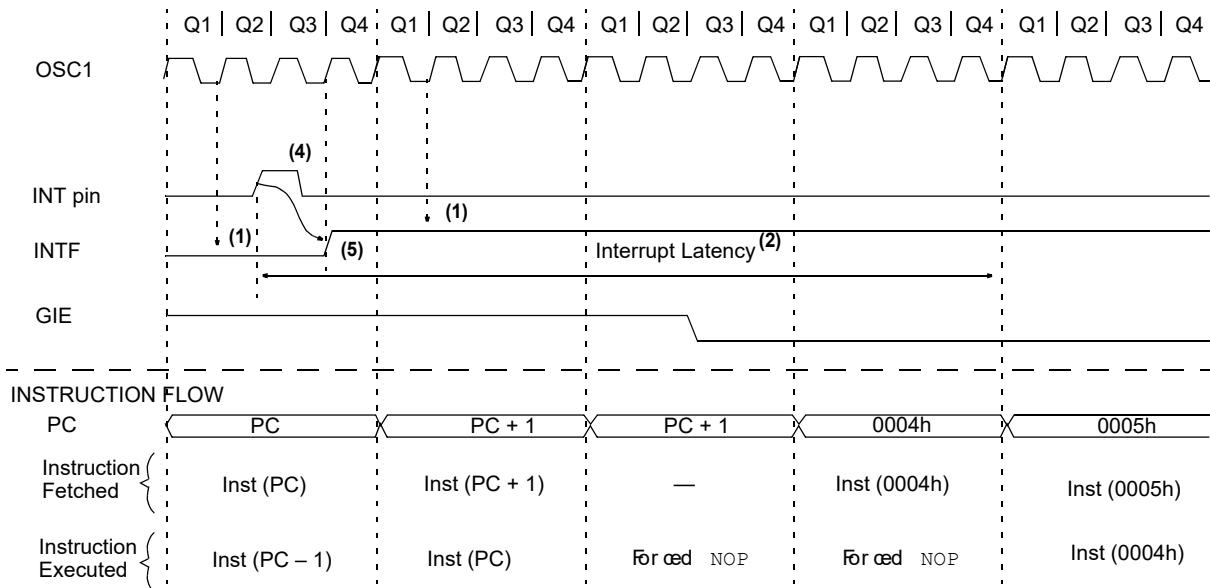 Q1 | Q2 | Q3 | Q4 Q1 | Q2 | Q3 | Q4 Q1 | Q2 | Q3 | Q4 Q1 | Q2 | Q3 | Q4 Q1 | Q2 | Q3 | Q4
OSC1
(4)
INT pin
(1) (1)
INTF (5) Interrupt Latency (2)
GIE
INSTRUCTION FLOW
PC PC PC + 1 PC + 1 0004h 0005h
Instruction
Fetched Inst (PC) Inst (PC + 1) — Inst (0004h) Inst (0005h)
Instruction
Executed Inst (PC – 1) Inst (PC) Forced NOP Forced NOP Inst (0004h)